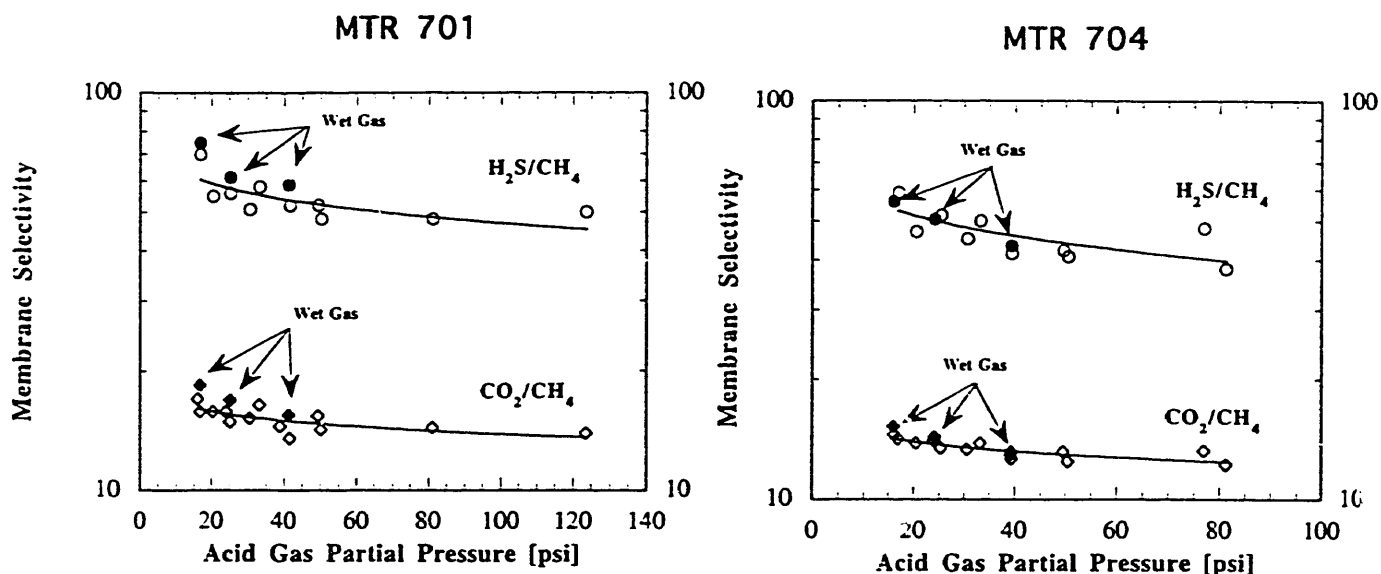 MTR 701
100
100
Wet Gas
H₂S/CH₄
Membrane Selectivity
Wet Gas
CO₂/CH₄
10
10
0 20 40 60 80 100 120 140
Acid Gas Partial Pressure [psi]
MTR 704
100
100
Wet Gas
H₂S/CH₄
Membrane Selectivity
Wet Gas
CO₂/CH₄
10
0 20 40 60 80 100
Acid Gas Partial Pressure [psi]